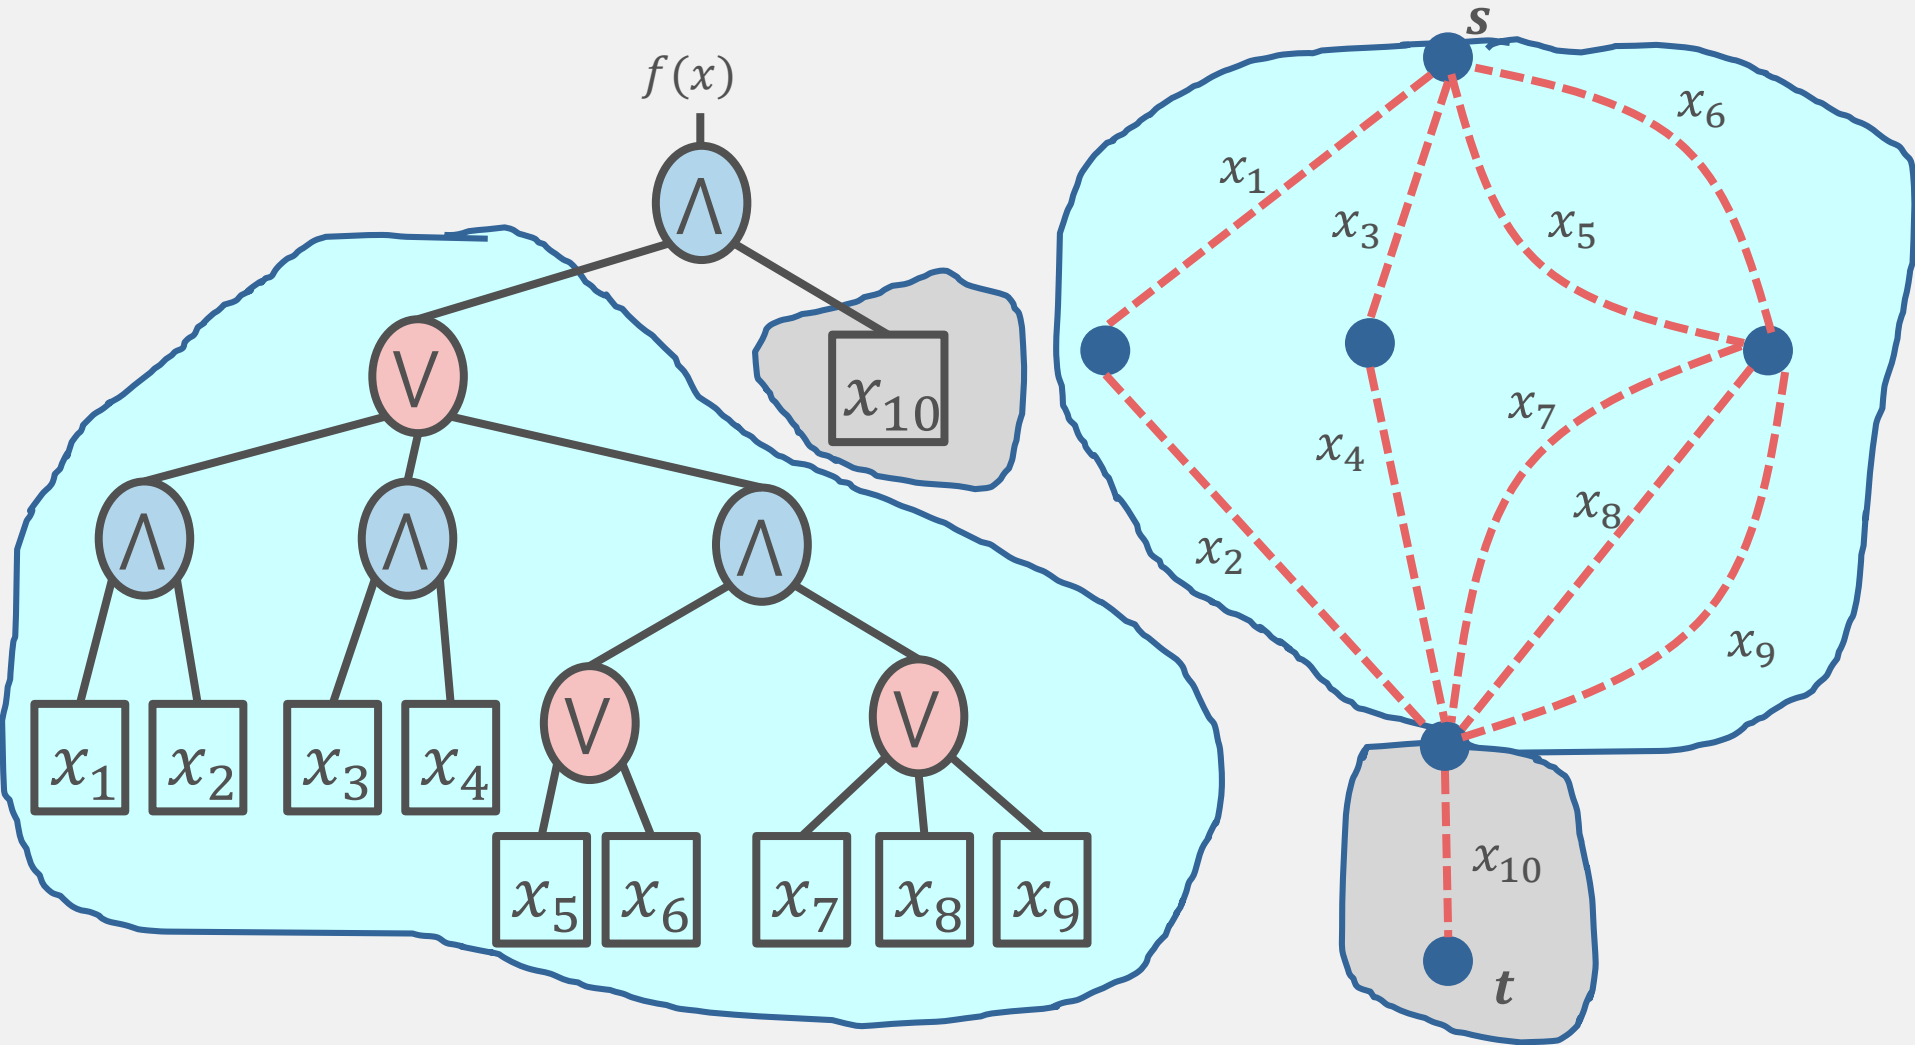 f(x)
∧
∨
x₁₀
∧
∧
∧
x₁
x₂
x₃
x₄
∨
∨
x₅
x₆
x₇
x₈
x₉
s
x₆
x₁
x₃
x₅
x₇
x₄
x₈
x₂
x₉
x₁₀
t